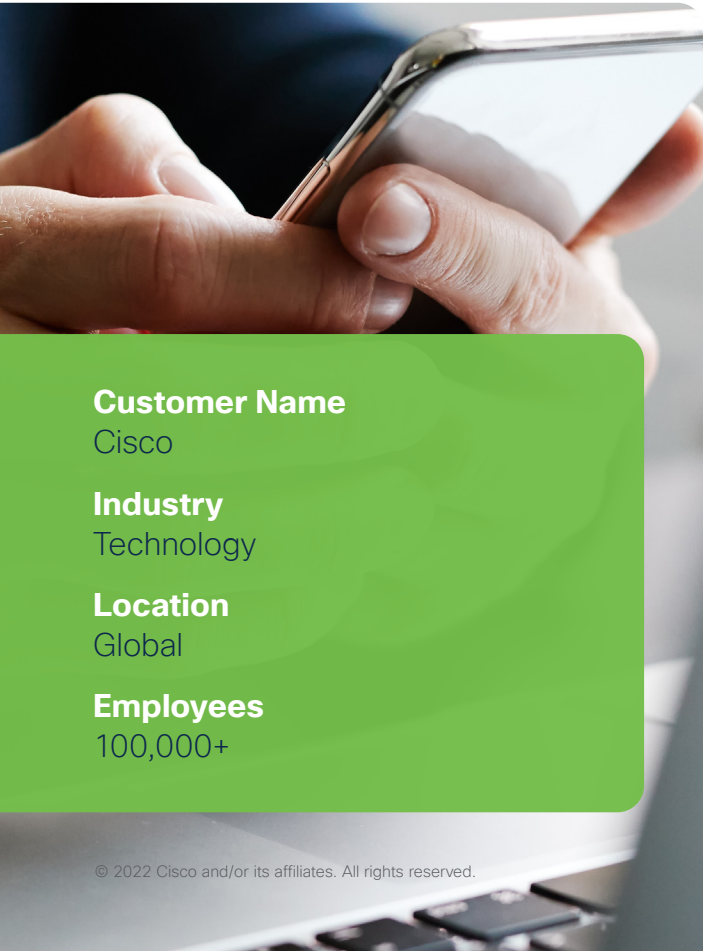 Customer Name
Cisco
Industry
Technology
Location
Global
Employees
100,000+
© 2022 Cisco and/or its affiliates. All rights reserved.